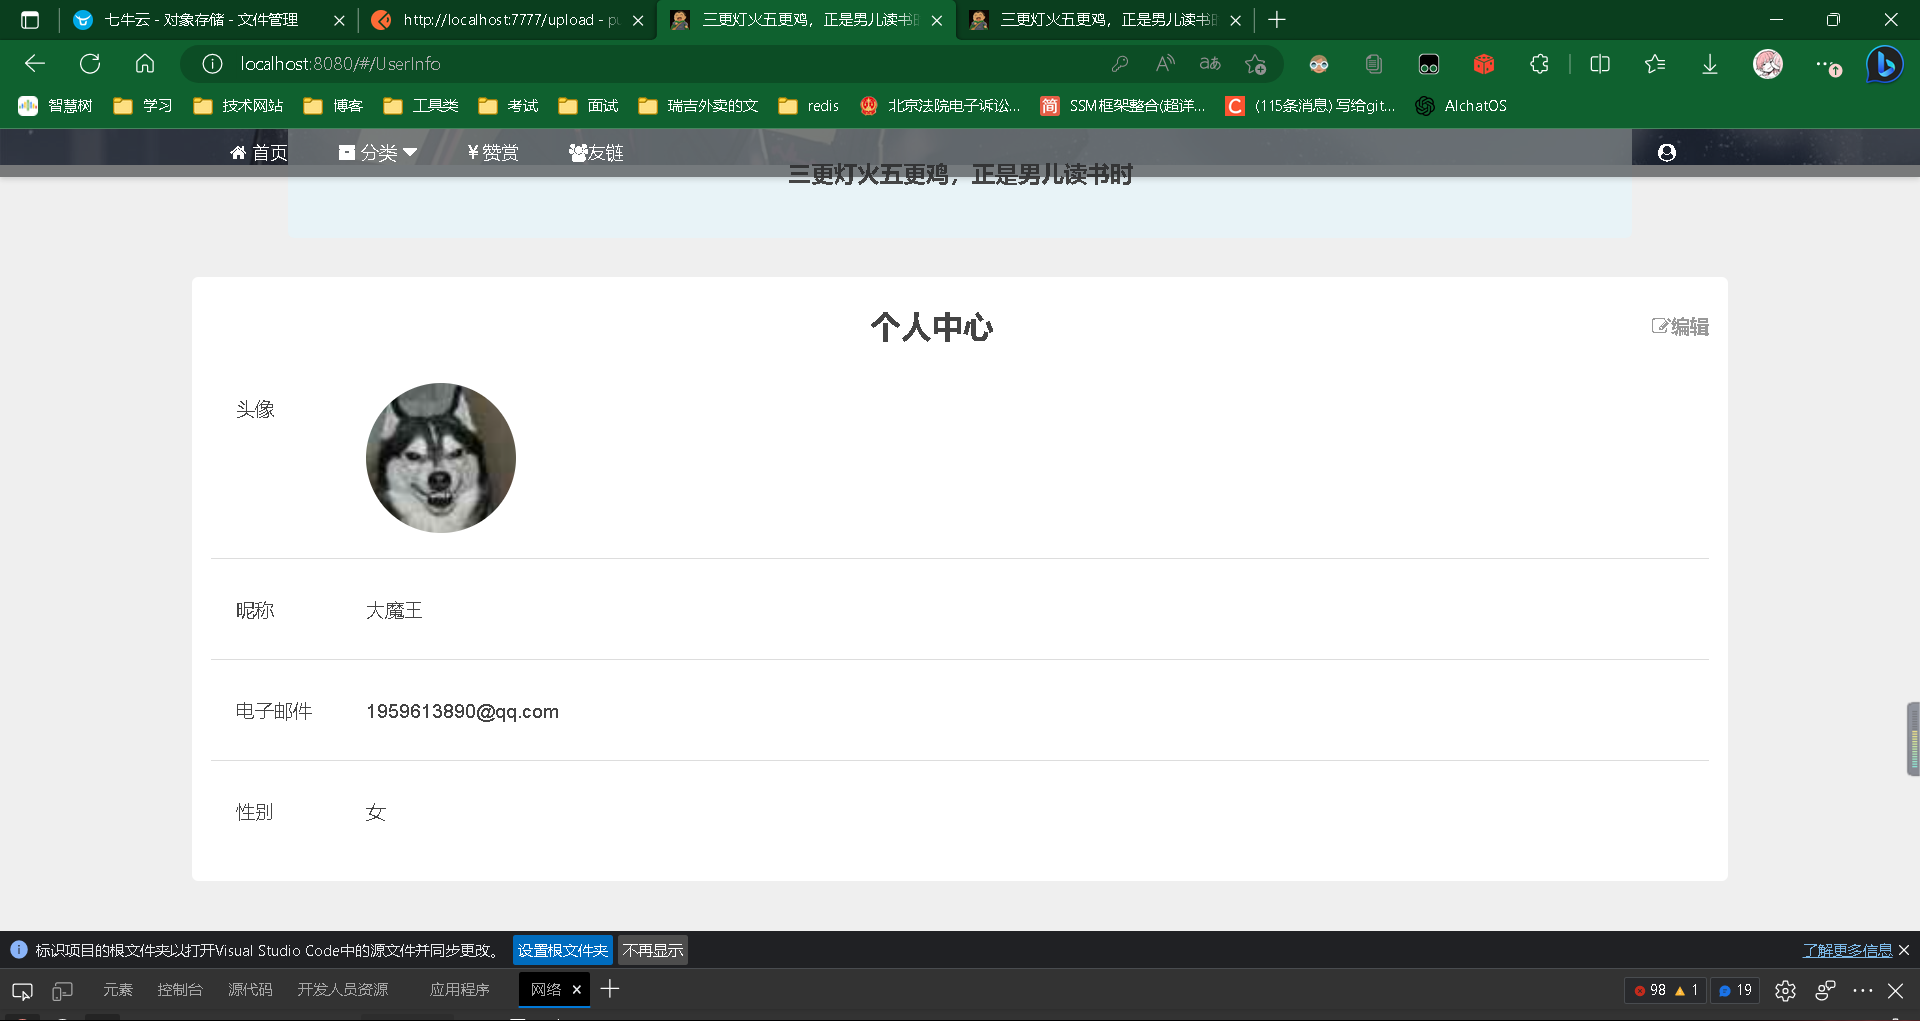 七牛云 - 对象存储 - 文件管理
http://localhost:7777/upload - pu
三更灯火五更鸡，正是男儿读书时
三更灯火五更鸡，正是男儿读书时
localhost:8080/#/UserInfo
智慧树
学习
技术网站
博客
工具类
考试
面试
瑞吉外卖的文
redis
北京法院电子诉讼...
简 SSM框架整合(超详...
C (115条消息) 写给git...
AIchatOS
首页
分类
¥ 赞赏
友链
三更灯火五更鸡，正是男儿读书时
个人中心
编辑
头像
昵称 大魔王
电子邮件 1959613890@qq.com
性别 女
标识项目的根文件夹以打开Visual Studio Code中的源文件并同步更改。 设置根文件夹 不再显示 了解更多信息
元素 控制台 源代码 开发人员资源 应用程序 网络 98 1 19